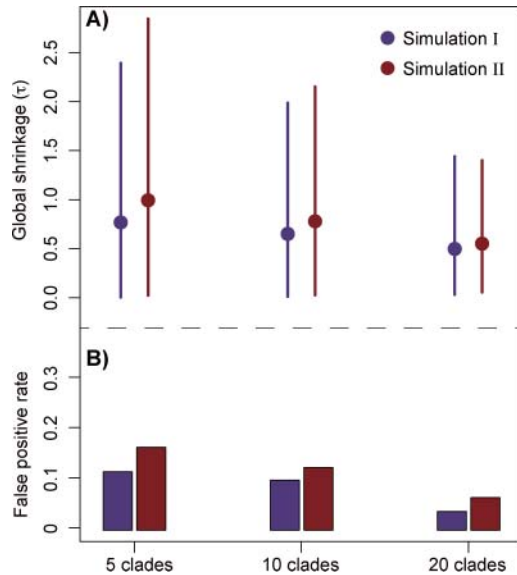 A)
Simulation I
Simulation II
Global shrinkage (τ)
2.5
2.0
1.5
1.0
0.5
0.0
B)
False positive rate
0.3
0.2
0.1
0
5 clades 10 clades 20 clades